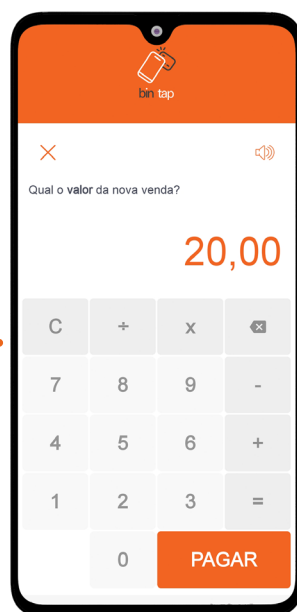 bin tap
Qual o valor da nova venda?
20,00
C ÷ x
7 8 9 -
4 5 6 +
1 2 3 =
0 PAGAR